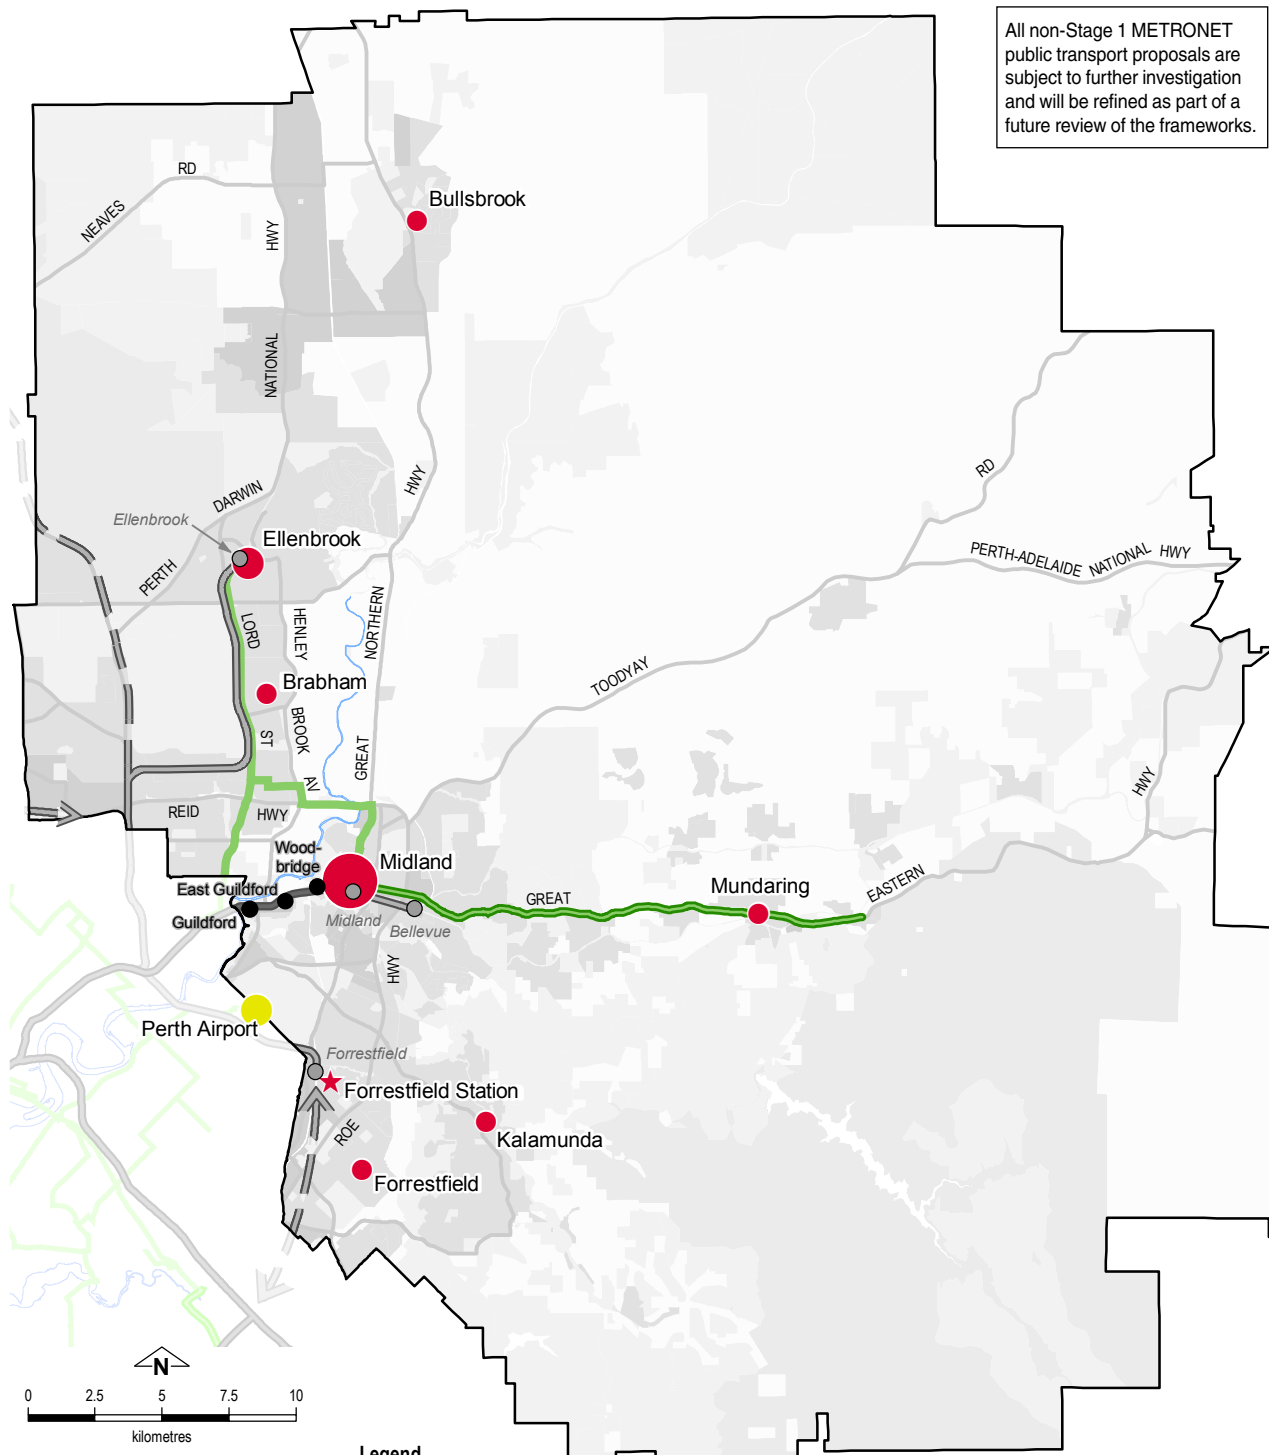 All non-Stage 1 METRONET
public transport proposals are
subject to further investigation
and will be refined as part of a
future review of the frameworks.
RD
NEAVES
HWY
Bullsbrook
NATIONAL
HWY
RD
DARWIN
Ellenbrook
Ellenbrook
PERTH
PERTH-ADELAIDE NATIONAL HWY
LORD
HENLEY
NORTHERN
TOODYAY
Brabham
BROOK
ST
GREAT
AV
HWY
REID
HWY
Wood-
bridge
Midland
East Guildford
Guildford
Midland
Bellevue
GREAT
Mundaring
EASTERN
HWY
Perth Airport
Forrestfield
Forrestfield Station
ROE
Kalamunda
Forrestfield
N
0 2.5 5 7.5 10
kilometres
Legend